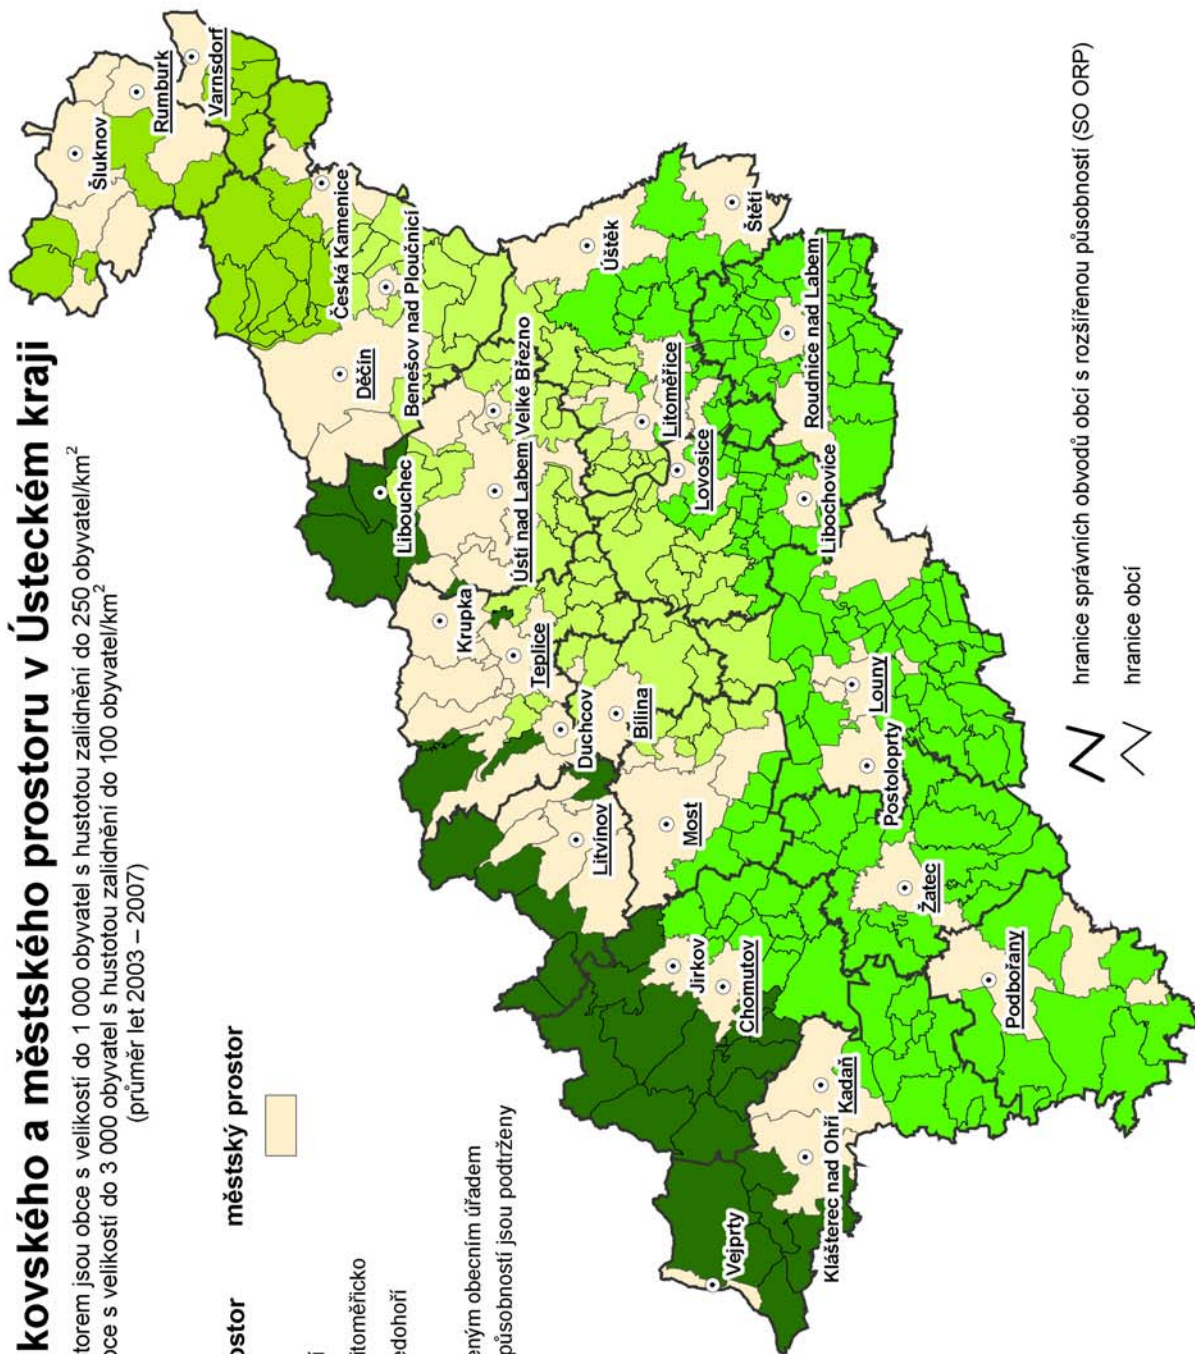 kovského a městského prostoru v Ústeckém kraji
torem jsou obce s velikostí do 1 000 obyvatel s hustotou zalidnění do 250 obyvatel/km²
oce s velikostí do 3 000 obyvatel s hustotou zalidnění do 100 obyvatel/km²
(průměr let 2003 – 2007)
ostor
městský prostor
itoměřicko
edohoří
eným obecním úřadem
působností jsou podtrženy
Šluknov
Rumburk
Varnsdorf
Česká Kamenice
Benešov nad Ploučnicí
Děčín
Libouchec
Velké Březno
Ústí nad Labem
Úštěk
Štětí
Krupka
Teplice
Duchcov
Bílina
Litoměřice
Lovosice
Roudnice nad Labem
Libochovice
Litvínov
Most
Louny
Postoloprty
Žatec
Jirkov
Chomutov
Podbořany
Kadaň
Klášterec nad Ohří
Vejprty
hranice správních obvodů obcí s rozšířenou působností (SO ORP)
hranice obcí